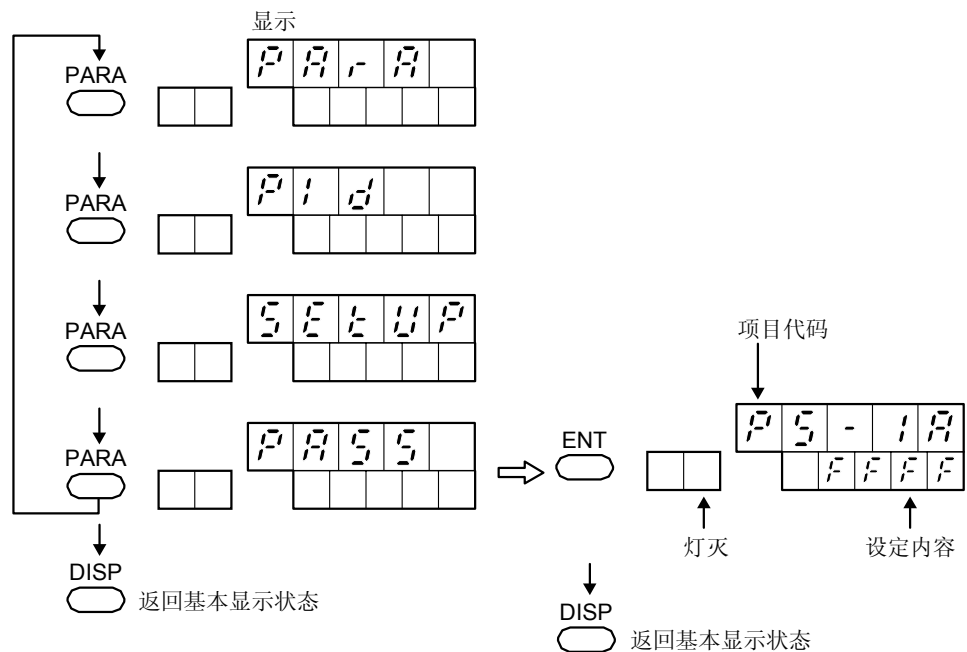 显示
PARA
PArA
PARA
PId
PARA
SEtUP
项目代码
PARA
PASS
ENT
PS-1A
FFFF
灯灭
设定内容
DISP
返回基本显示状态
DISP
返回基本显示状态